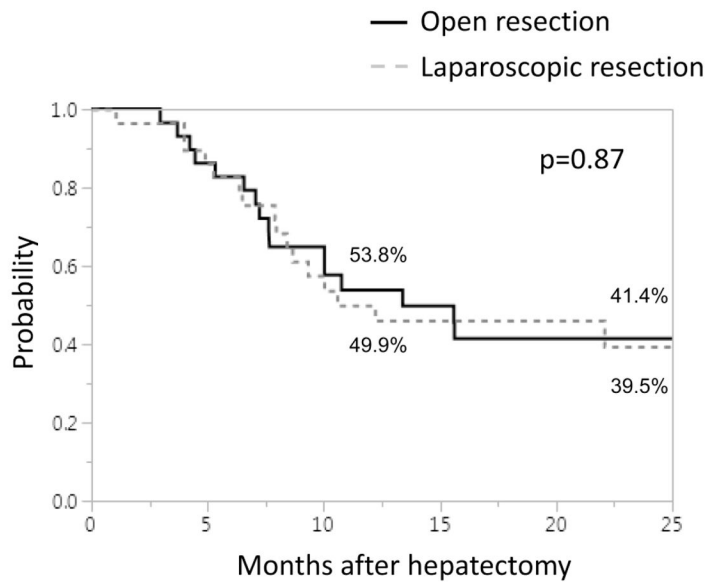 Open resection
Laparoscopic resection
1.0
p=0.87
0.8
Probability
0.6
53.8%
41.4%
0.4
49.9%
39.5%
0.2
0.0
0 5 10 15 20 25
Months after hepatectomy